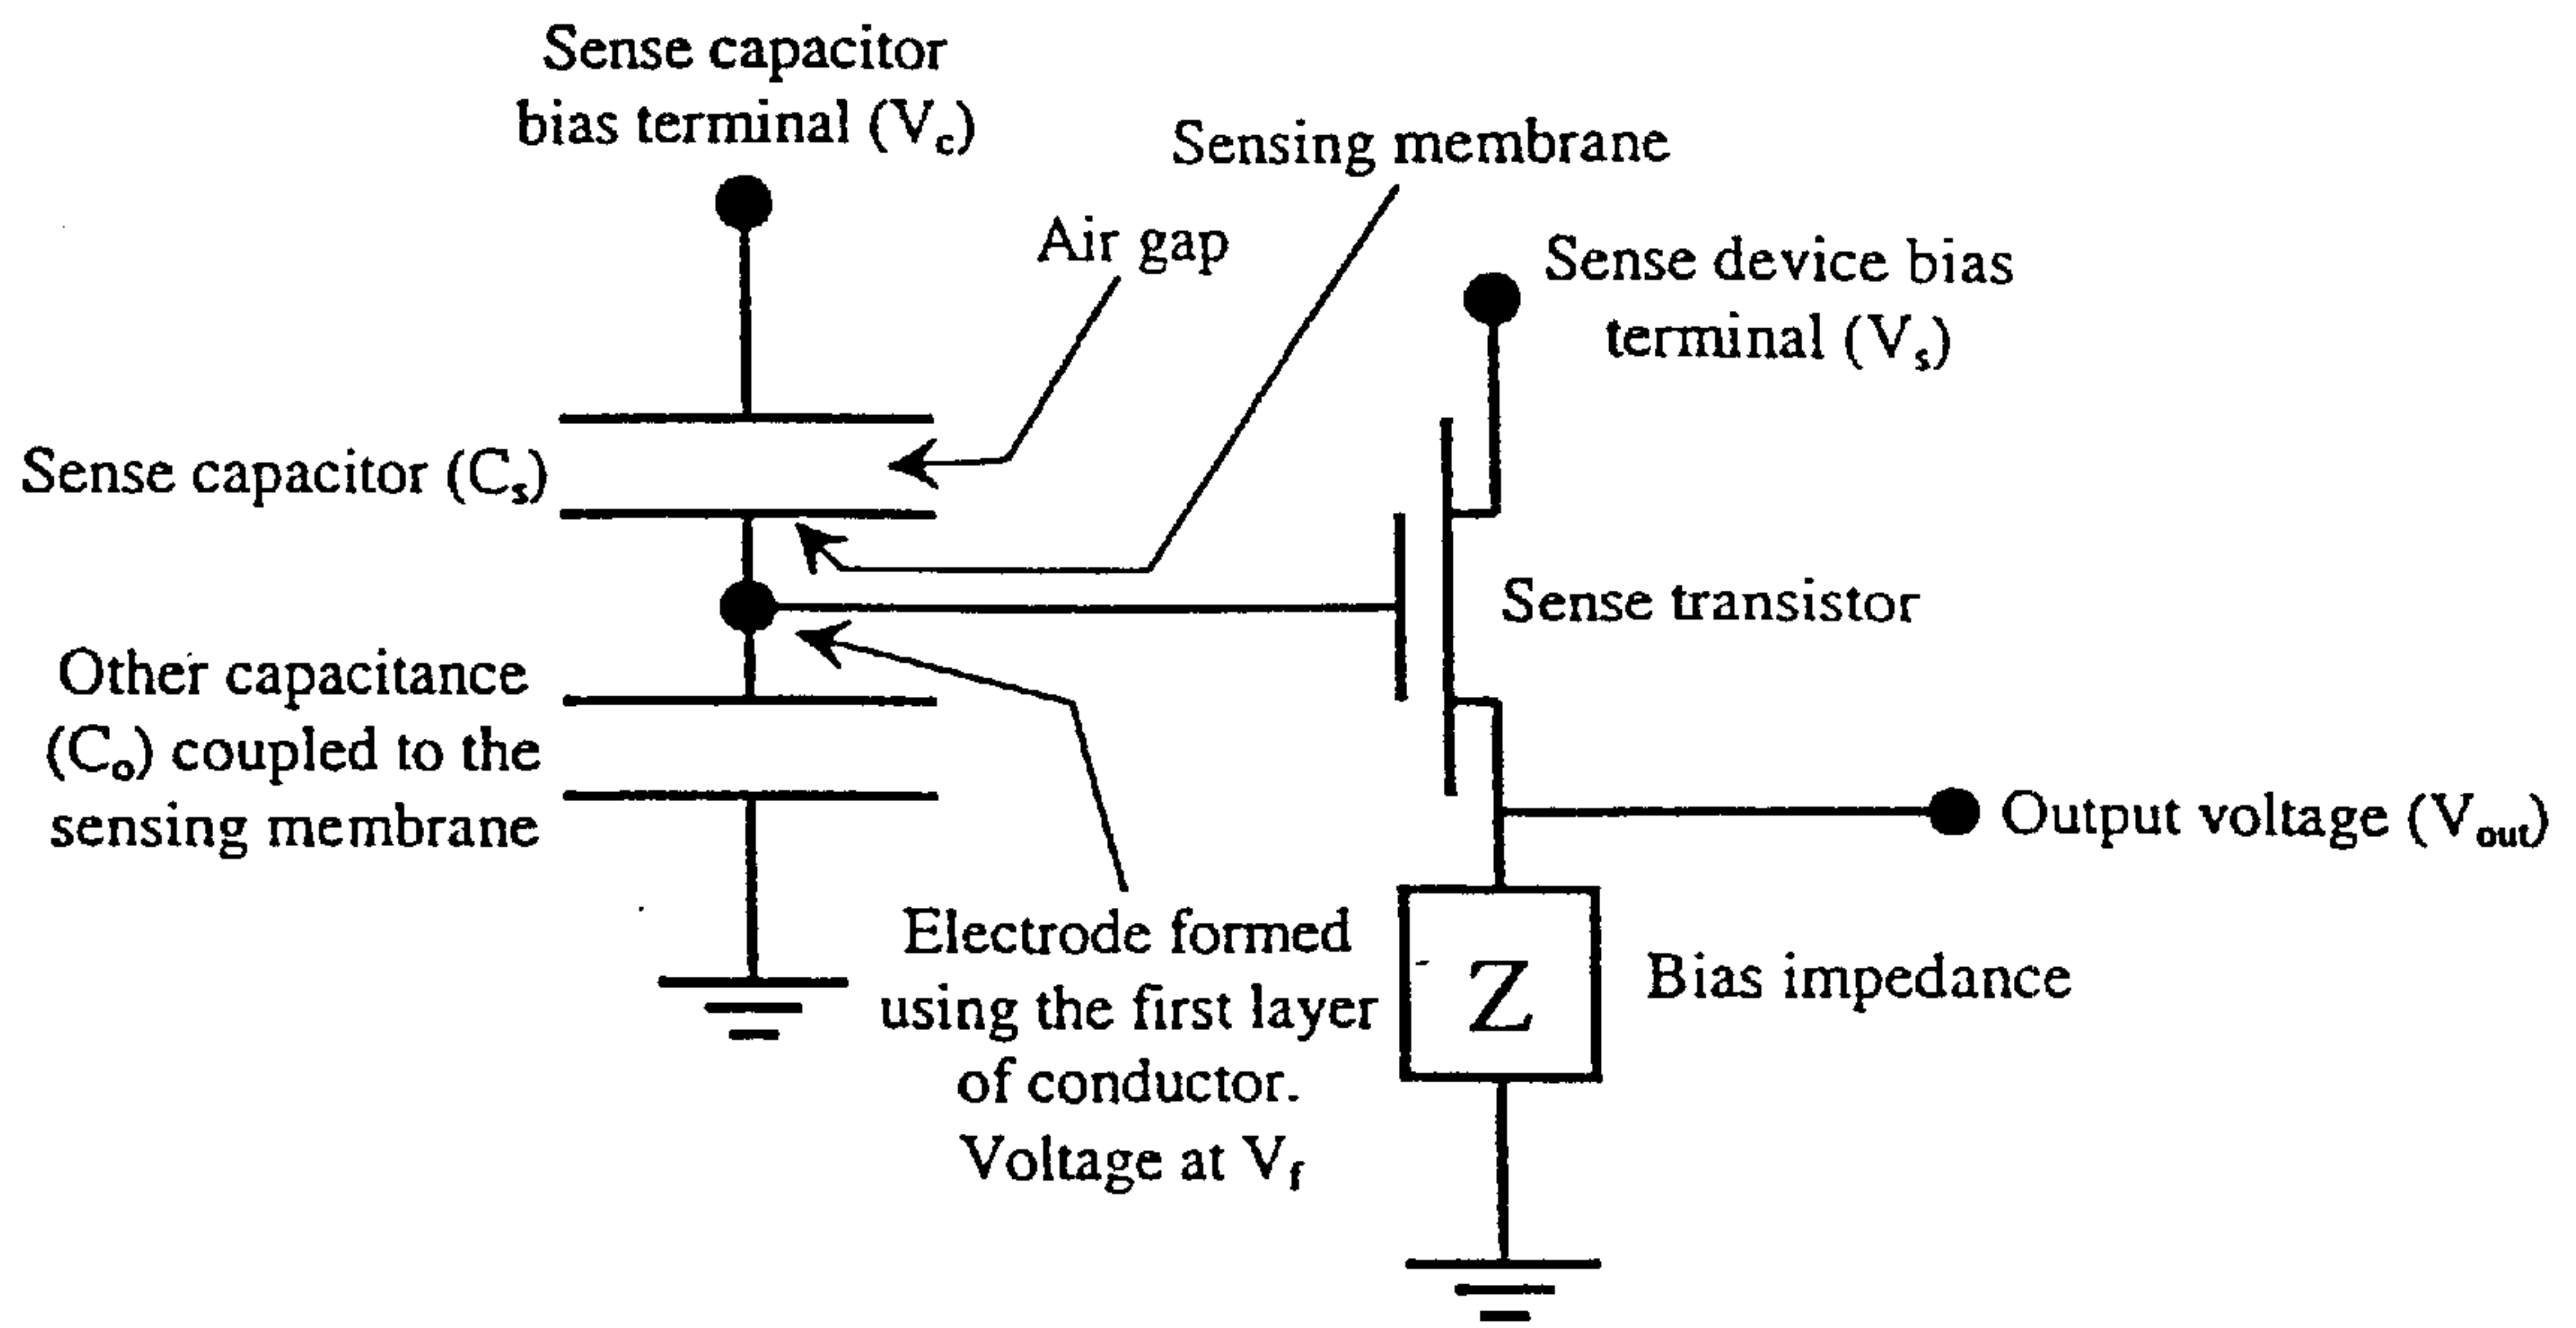 Sense capacitor
bias terminal (Vc)
Sensing membrane
Air gap
Sense device bias
terminal (Vs)
Sense capacitor (Cs)
Sense transistor
Other capacitance
(Co) coupled to the
sensing membrane
Output voltage (Vout)
Electrode formed
using the first layer
of conductor.
Voltage at Vf
Z
Bias impedance